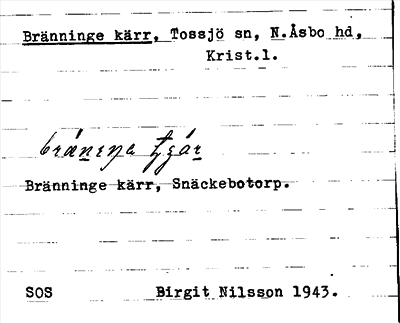 Bränninge kärr, Tossjö sn, N.Åsbo hd,
Krist.l.
Bränninge kärr, Snäckebotorp.
SOS Birgit Nilsson 1943.